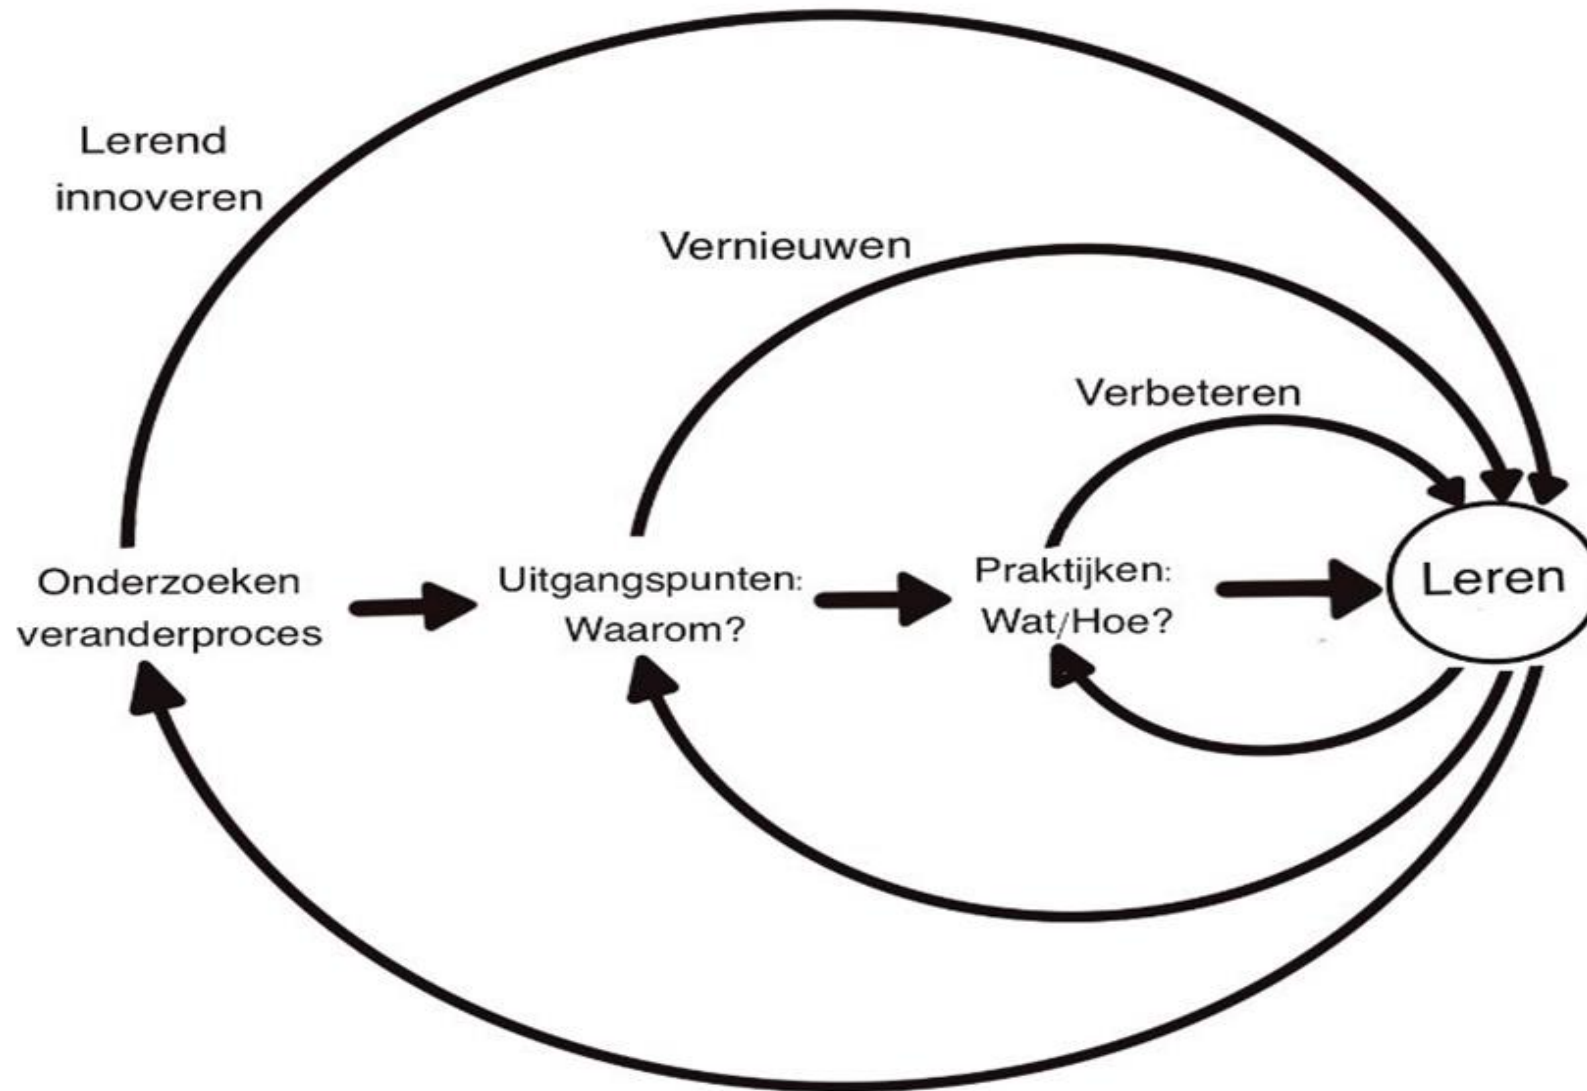 Lerend
innoveren
Vernieuwen
Verbeteren
Onderzoeken
veranderproces
Uitgangspunten:
Waarom?
Praktijken:
Wat/Hoe?
Leren